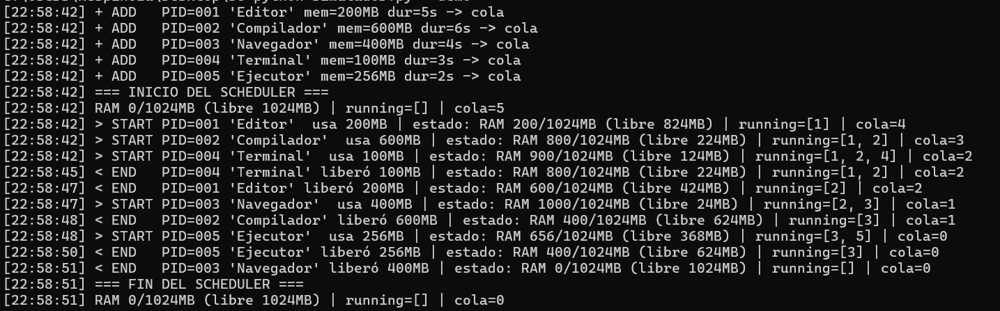 [22:58:42] + ADD   PID=001 'Editor' mem=200MB dur=5s -> cola
[22:58:42] + ADD   PID=002 'Compilador' mem=600MB dur=6s -> cola
[22:58:42] + ADD   PID=003 'Navegador' mem=400MB dur=4s -> cola
[22:58:42] + ADD   PID=004 'Terminal' mem=100MB dur=3s -> cola
[22:58:42] + ADD   PID=005 'Ejecutor' mem=256MB dur=2s -> cola
[22:58:42] === INICIO DEL SCHEDULER ===
[22:58:42] RAM 0/1024MB (libre 1024MB) | running=[] | cola=5
[22:58:42] > START PID=001 'Editor'  usa 200MB | estado: RAM 200/1024MB (libre 824MB) | running=[1] | cola=4
[22:58:42] > START PID=002 'Compilador'  usa 600MB | estado: RAM 800/1024MB (libre 224MB) | running=[1, 2] | cola=3
[22:58:42] > START PID=004 'Terminal'  usa 100MB | estado: RAM 900/1024MB (libre 124MB) | running=[1, 2, 4] | cola=2
[22:58:45] < END   PID=004 'Terminal' liberó 100MB | estado: RAM 800/1024MB (libre 224MB) | running=[1, 2] | cola=2
[22:58:47] < END   PID=001 'Editor' liberó 200MB | estado: RAM 600/1024MB (libre 424MB) | running=[2] | cola=2
[22:58:47] > START PID=003 'Navegador'  usa 400MB | estado: RAM 1000/1024MB (libre 24MB) | running=[2, 3] | cola=1
[22:58:48] < END   PID=002 'Compilador' liberó 600MB | estado: RAM 400/1024MB (libre 624MB) | running=[3] | cola=1
[22:58:48] > START PID=005 'Ejecutor'  usa 256MB | estado: RAM 656/1024MB (libre 368MB) | running=[3, 5] | cola=0
[22:58:50] < END   PID=005 'Ejecutor' liberó 256MB | estado: RAM 400/1024MB (libre 624MB) | running=[3] | cola=0
[22:58:51] < END   PID=003 'Navegador' liberó 400MB | estado: RAM 0/1024MB (libre 1024MB) | running=[] | cola=0
[22:58:51] === FIN DEL SCHEDULER ===
[22:58:51] RAM 0/1024MB (libre 1024MB) | running=[] | cola=0